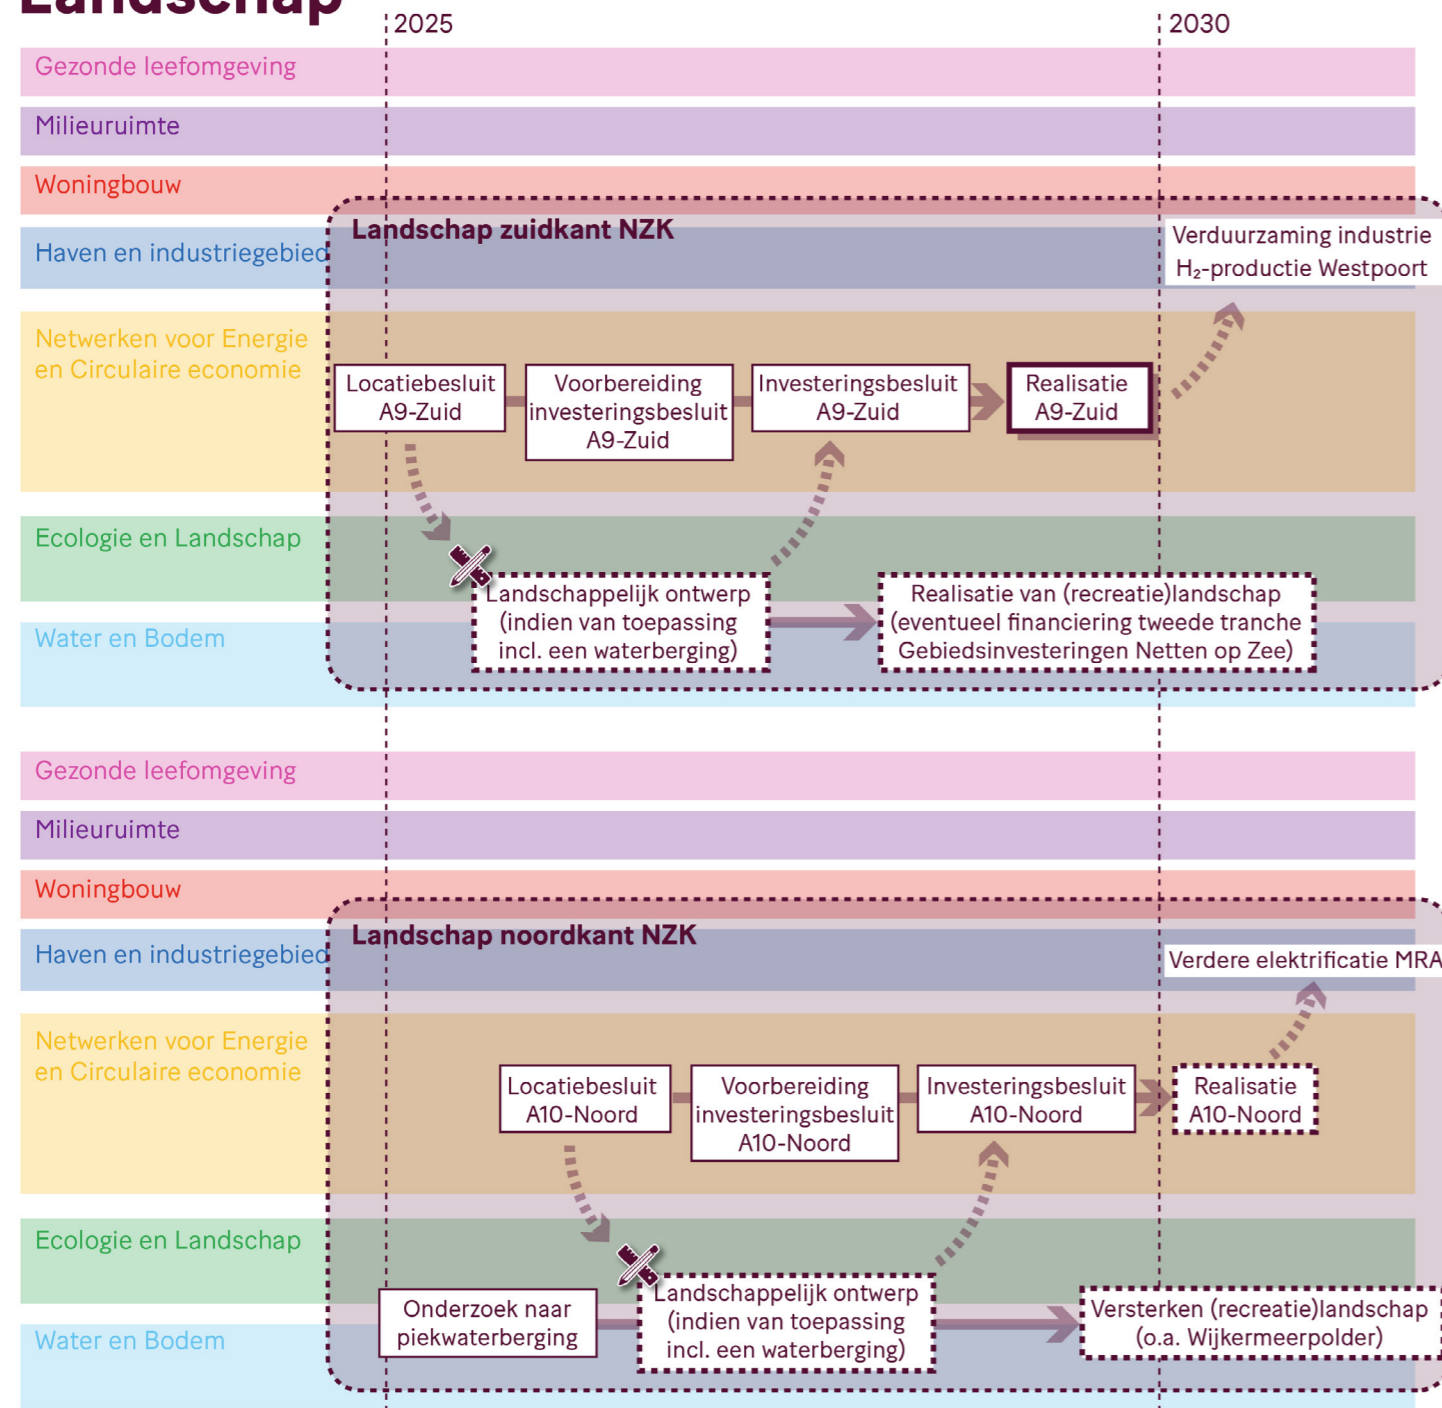 Landschap
2025
2030
Gezonde leefomgeving
Milieuruimte
Woningbouw
Landschap zuidkant NZK
Haven en industriegebied
Verduurzaming industrie
H₂-productie Westpoort
Netwerken voor Energie
en Circulaire economie
Locatiebesluit
A9-Zuid
Voorbereiding
investeringsbesluit
A9-Zuid
Investeringsbesluit
A9-Zuid
Realisatie
A9-Zuid
Ecologie en Landschap
Landschappelijk ontwerp
(indien van toepassing
incl. een waterberging)
Realisatie van (recreatie)landschap
(eventueel financiering tweede tranche
Gebiedsinvesteringen Netten op Zee)
Water en Bodem
Gezonde leefomgeving
Milieuruimte
Woningbouw
Landschap noordkant NZK
Haven en industriegebied
Verdere elektrificatie MRA
Netwerken voor Energie
en Circulaire economie
Locatiebesluit
A10-Noord
Voorbereiding
investeringsbesluit
A10-Noord
Investeringsbesluit
A10-Noord
Realisatie
A10-Noord
Ecologie en Landschap
Onderzoek naar
piekwaterberging
Landschappelijk ontwerp
(indien van toepassing
incl. een waterberging)
Versterken (recreatie)landschap
(o.a. Wijkermeerpolder)
Water en Bodem